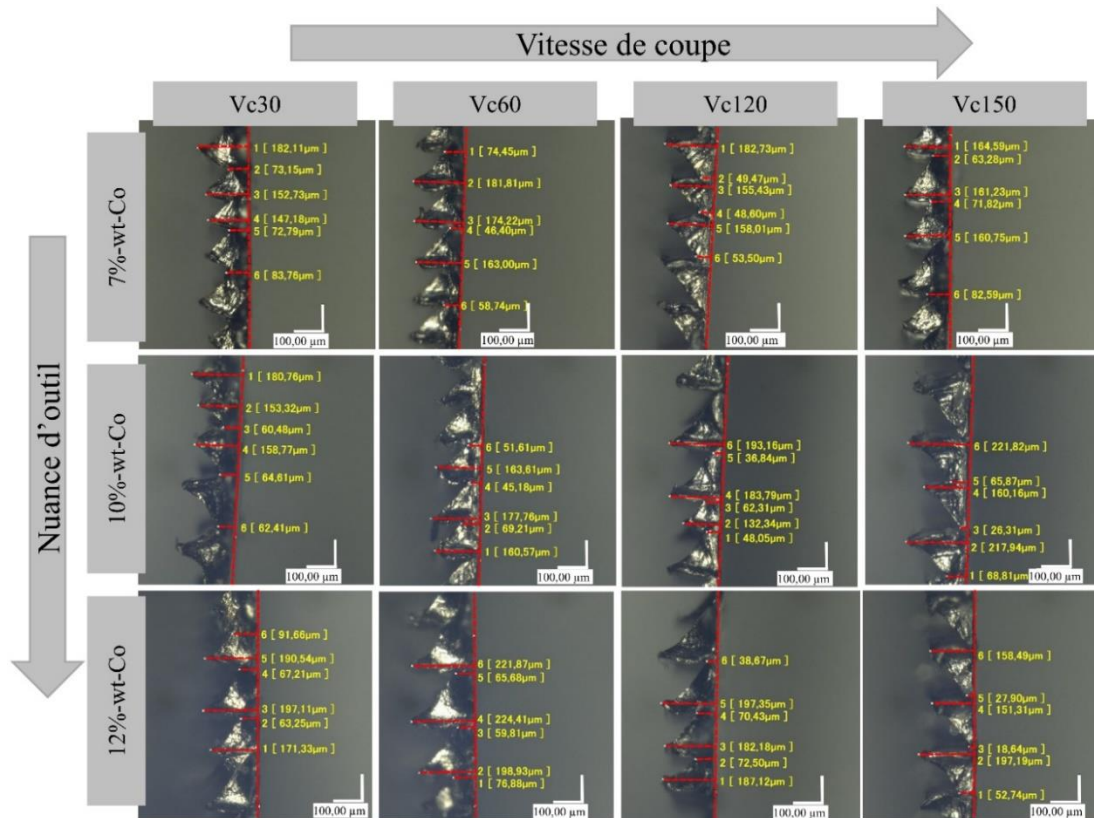 Vitesse de coupe
Vc30
Vc60
Vc120
Vc150
Nuance d'outil
7%-wt-Co
1 [ 182,11µm ]
2 [ 73,15µm ]
3 [ 152,73µm ]
4 [ 147,18µm ]
5 [ 72,79µm ]
6 [ 83,76µm ]
100,00 µm
1 [ 74,45µm ]
2 [ 181,81µm ]
3 [ 174,22µm ]
4 [ 46,40µm ]
5 [ 163,00µm ]
6 [ 58,74µm ]
100,00 µm
1 [ 182,73µm ]
2 [ 49,47µm ]
3 [ 155,43µm ]
4 [ 48,60µm ]
5 [ 158,01µm ]
6 [ 53,50µm ]
100,00 µm
1 [ 164,59µm ]
2 [ 63,28µm ]
3 [ 161,23µm ]
4 [ 71,82µm ]
5 [ 160,75µm ]
6 [ 82,59µm ]
100,00 µm
10%-wt-Co
1 [ 180,76µm ]
2 [ 153,32µm ]
3 [ 60,48µm ]
4 [ 158,77µm ]
5 [ 64,61µm ]
6 [ 62,41µm ]
100,00 µm
6 [ 51,61µm ]
5 [ 163,61µm ]
4 [ 45,18µm ]
3 [ 177,76µm ]
2 [ 69,21µm ]
1 [ 160,57µm ]
100,00 µm
6 [ 193,16µm ]
5 [ 36,84µm ]
4 [ 183,79µm ]
3 [ 62,31µm ]
2 [ 132,34µm ]
1 [ 48,05µm ]
100,00 µm
6 [ 221,82µm ]
5 [ 65,87µm ]
4 [ 160,16µm ]
3 [ 26,31µm ]
2 [ 217,94µm ]
1 [ 68,81µm ]
100,00 µm
12%-wt-Co
6 [ 91,66µm ]
5 [ 190,54µm ]
4 [ 67,21µm ]
3 [ 197,11µm ]
2 [ 63,25µm ]
1 [ 171,33µm ]
100,00 µm
6 [ 221,87µm ]
5 [ 65,68µm ]
4 [ 224,41µm ]
3 [ 59,81µm ]
2 [ 198,93µm ]
1 [ 76,88µm ]
100,00 µm
6 [ 38,67µm ]
5 [ 197,35µm ]
4 [ 70,43µm ]
3 [ 182,18µm ]
2 [ 72,50µm ]
1 [ 187,12µm ]
100,00 µm
6 [ 158,49µm ]
5 [ 27,90µm ]
4 [ 151,31µm ]
3 [ 18,64µm ]
2 [ 197,19µm ]
1 [ 52,74µm ]
100,00 µm